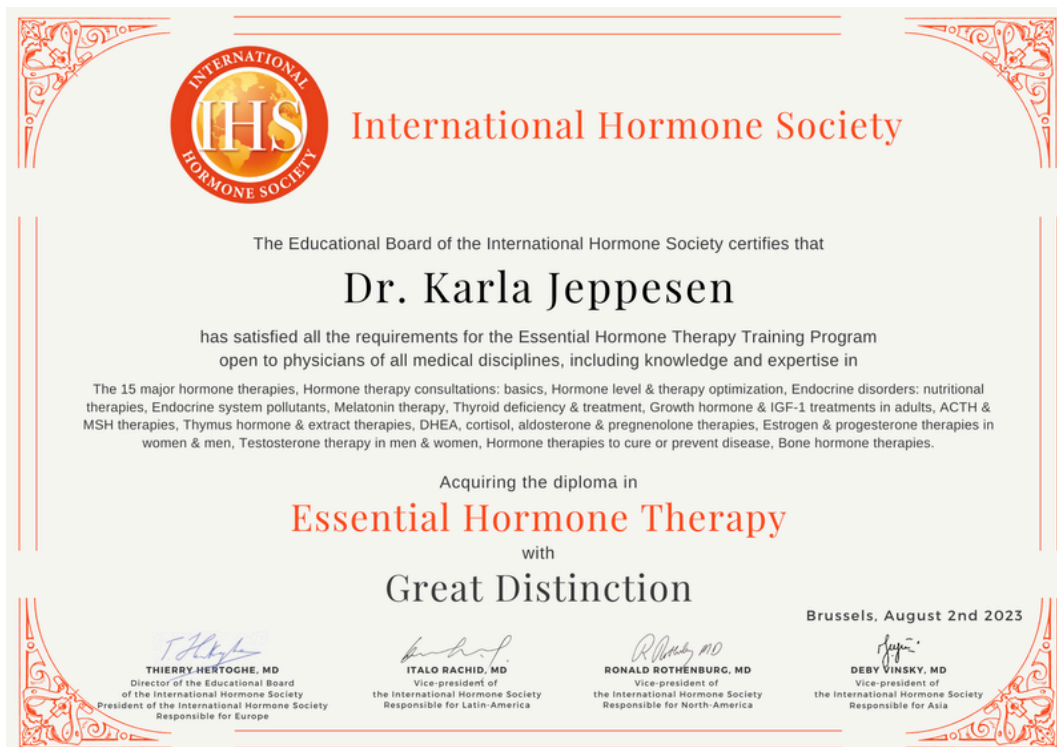 INTERNATIONAL
IHS
HORMONE SOCIETY
International Hormone Society
The Educational Board of the International Hormone Society certifies that
Dr. Karla Jeppesen
has satisfied all the requirements for the Essential Hormone Therapy Training Program
open to physicians of all medical disciplines, including knowledge and expertise in
The 15 major hormone therapies, Hormone therapy consultations: basics, Hormone level & therapy optimization, Endocrine disorders: nutritional
therapies, Endocrine system pollutants, Melatonin therapy, Thyroid deficiency & treatment, Growth hormone & IGF-1 treatments in adults, ACTH &
MSH therapies, Thymus hormone & extract therapies, DHEA, cortisol, aldosterone & pregnenolone therapies, Estrogen & progesterone therapies in
women & men, Testosterone therapy in men & women, Hormone therapies to cure or prevent disease, Bone hormone therapies.
Acquiring the diploma in
Essential Hormone Therapy
with
Great Distinction
Brussels, August 2nd 2023
THIERRY HERTOGHE, MD
Director of the Educational Board
of the International Hormone Society
President of the International Hormone Society
Responsible for Europe
ITALO RACHID, MD
Vice-president of
the International Hormone Society
Responsible for Latin-America
RONALD ROTHENBURG, MD
Vice-president of
the International Hormone Society
Responsible for North-America
DEBY VINSKY, MD
Vice-president of
the International Hormone Society
Responsible for Asia